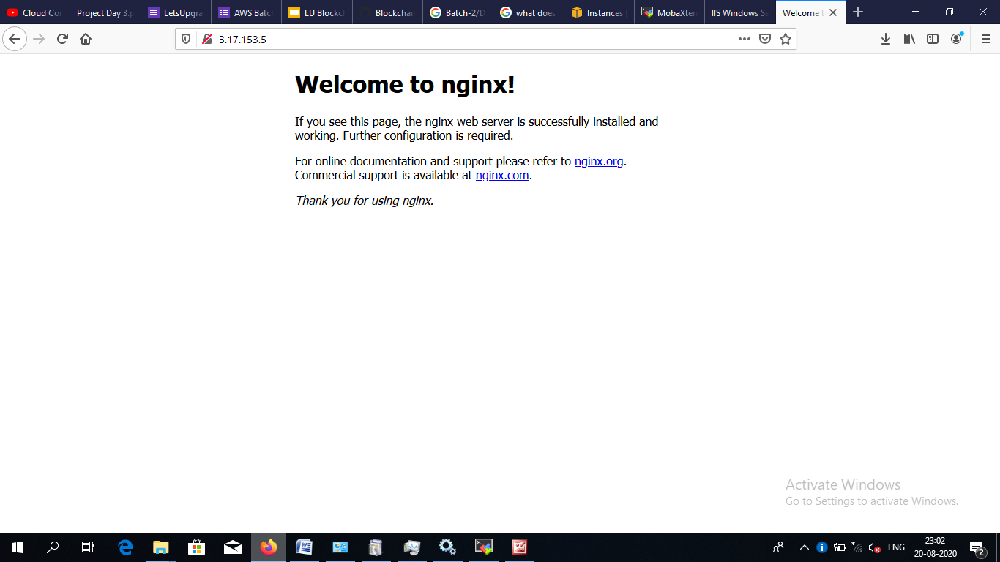 Cloud Cor
Project Day 3.p
LetsUpgra
AWS Batch
LU Blockc
Blockchain
Batch-2/D
what does
Instances
MobaXterm
IIS Windows Se
Welcome t
3.17.153.5
Welcome to nginx!
If you see this page, the nginx web server is successfully installed and
working. Further configuration is required.
For online documentation and support please refer to nginx.org.
Commercial support is available at nginx.com.
Thank you for using nginx.
Activate Windows
Go to Settings to activate Windows.
ENG
23:02
20-08-2020
2